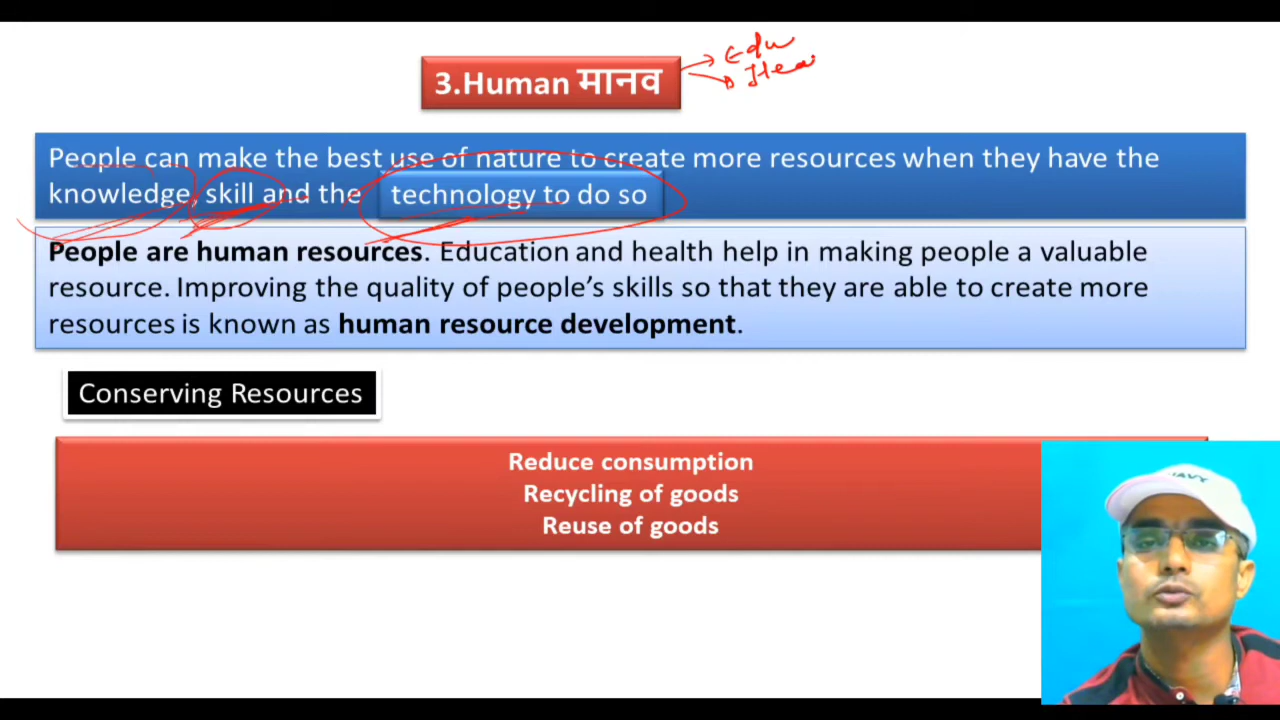 3.Human मानव
Edu
Hea
People can make the best use of nature to create more resources when they have the
knowledge, skill and the technology to do so
People are human resources. Education and health help in making people a valuable
resource. Improving the quality of people’s skills so that they are able to create more
resources is known as human resource development.
Conserving Resources
Reduce consumption
Recycling of goods
Reuse of goods